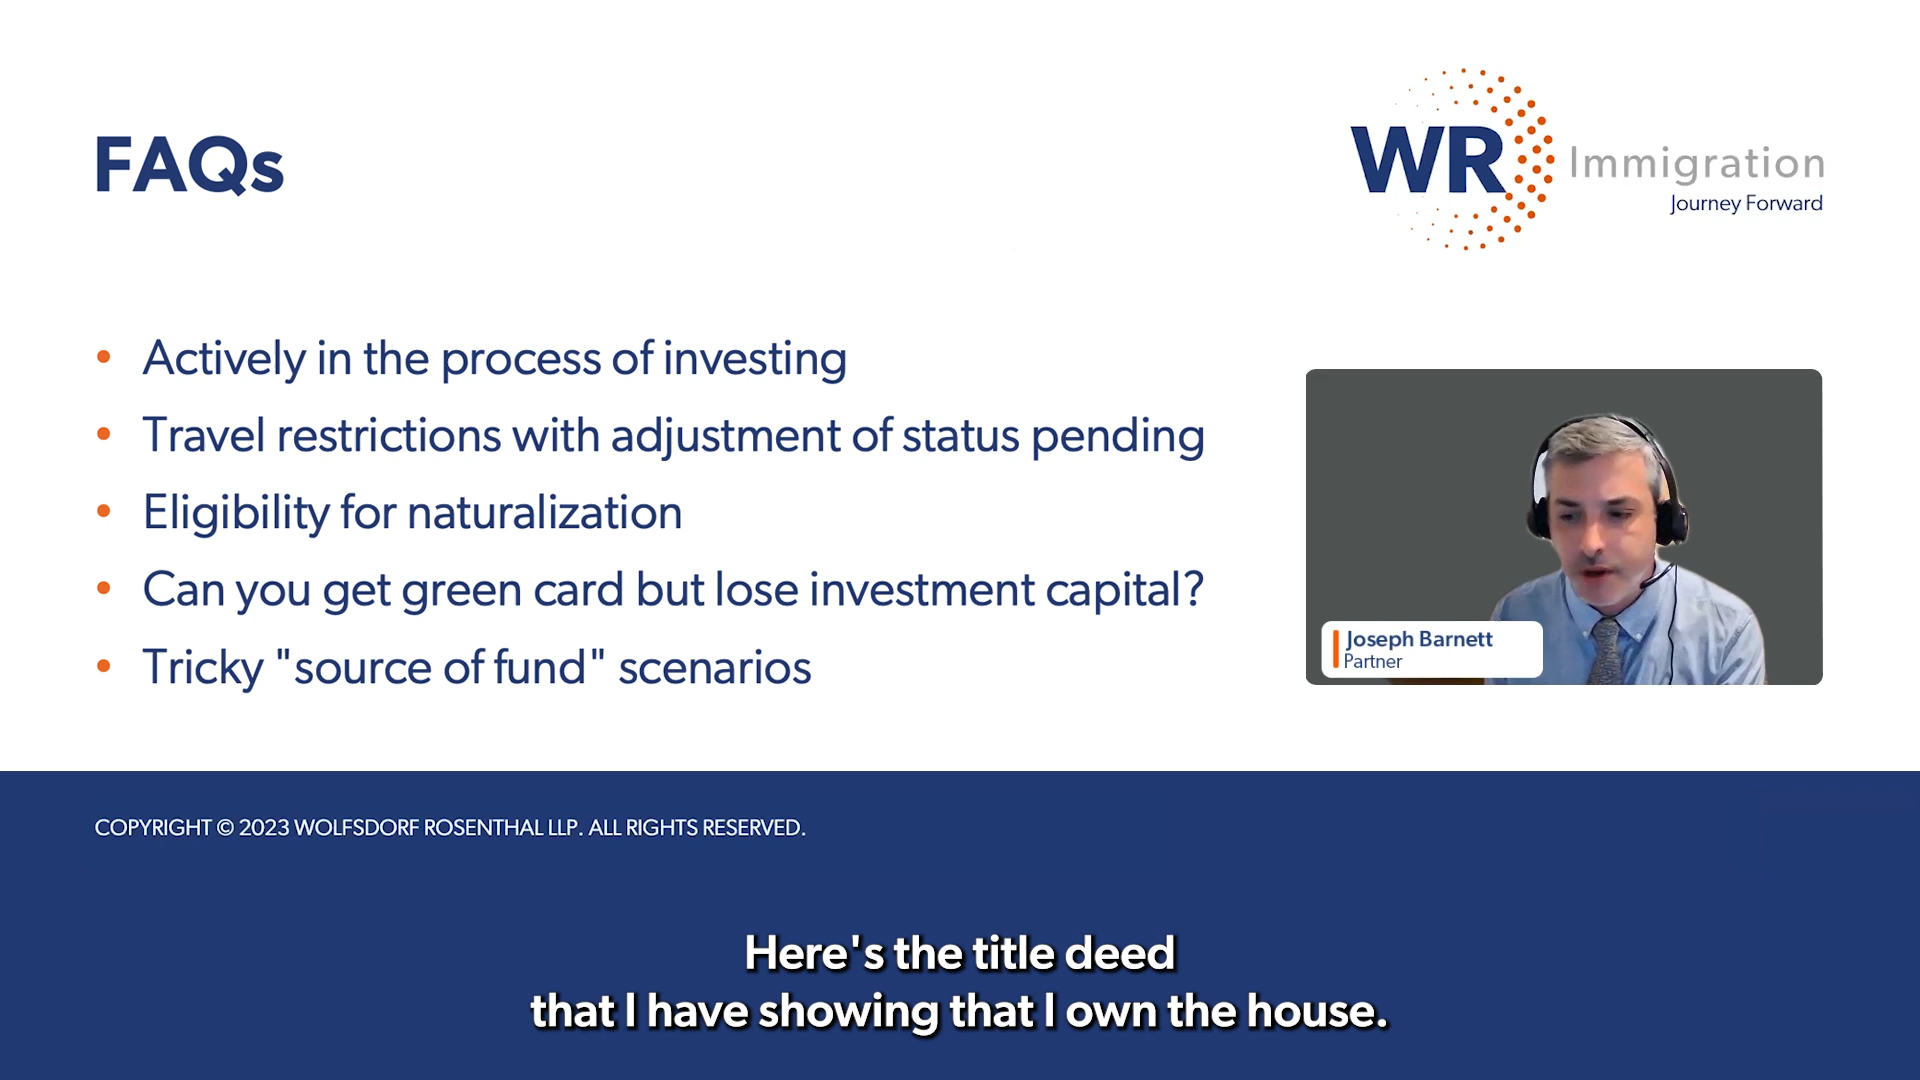 FAQs
WR Immigration
Journey Forward
• Actively in the process of investing
• Travel restrictions with adjustment of status pending
• Eligibility for naturalization
• Can you get green card but lose investment capital?
• Tricky "source of fund" scenarios
Joseph Barnett
Partner
COPYRIGHT © 2023 WOLFSDORF ROSENTHAL LLP. ALL RIGHTS RESERVED.
Here's the title deed
that I have showing that I own the house.